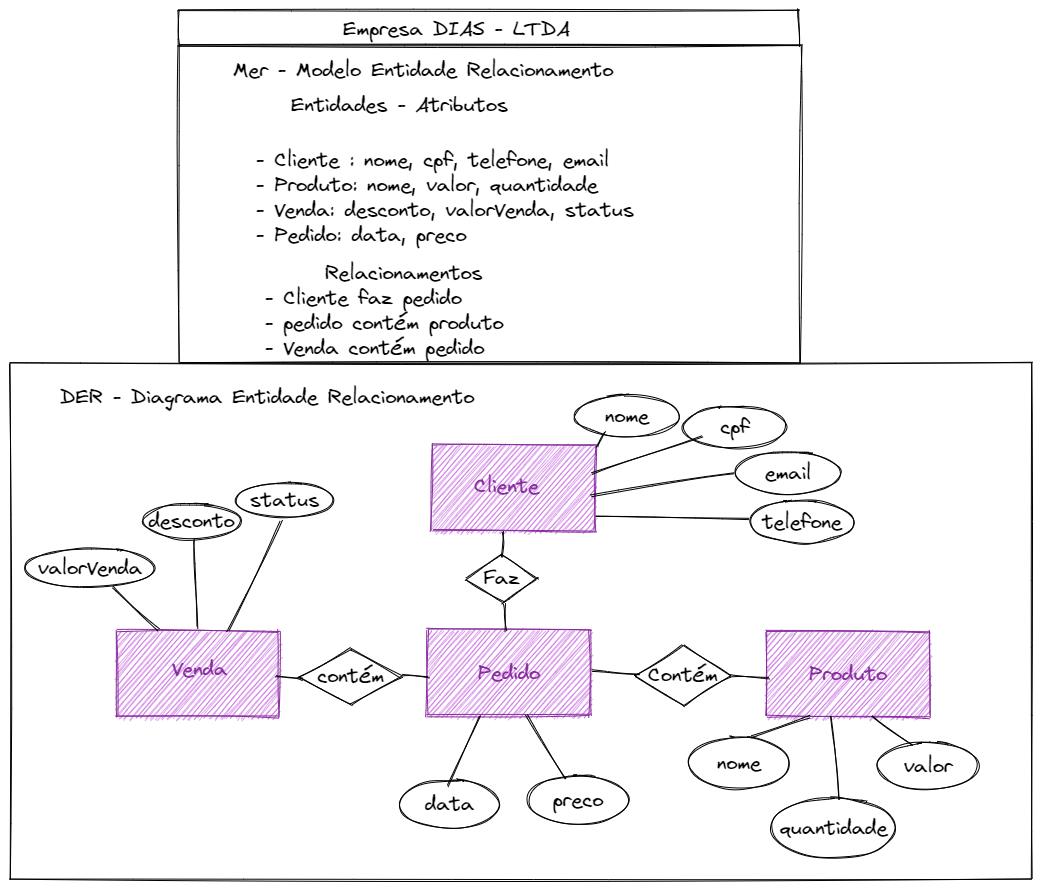 Empresa DIAS - LTDA
Mer - Modelo Entidade Relacionamento
Entidades - Atributos
- Cliente : nome, cpf, telefone, email
- Produto: nome, valor, quantidade
- Venda: desconto, valorVenda, status
- Pedido: data, preco
Relacionamentos
- Cliente faz pedido
- pedido contém produto
- Venda contém pedido
DER - Diagrama Entidade Relacionamento
nome
cpf
email
telefone
Cliente
status
desconto
valorVenda
Faz
Venda
contém
Pedido
Contém
Produto
data
preco
nome
valor
quantidade